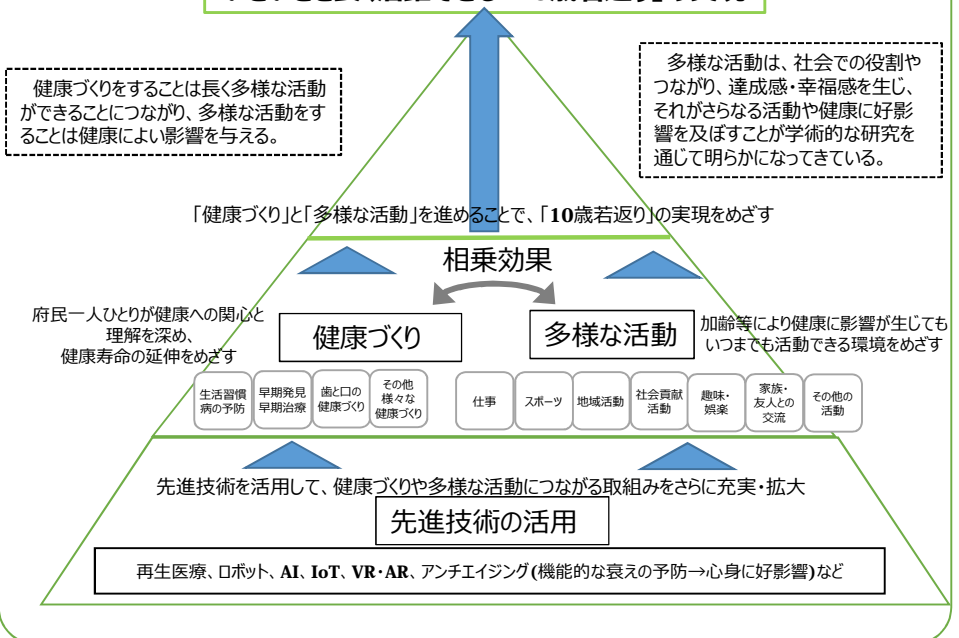 健康づくりをすることは長く多様な活動
ができることにつながり、多様な活動をす
ることは健康によい影響を与える。
多様な活動は、社会での役割や
つながり、達成感・幸福感を生じ、
それがさらなる活動や健康に好影
響を及ぼすことが学術的な研究を
通じて明らかになってきている。
「健康づくり」と「多様な活動」を進めることで、「10歳若返り」の実現をめざす
相乗効果
府民一人ひとりが健康への関心と
理解を深め、
健康寿命の延伸をめざす
健康づくり
多様な活動
加齢等により健康に影響が生じても
いつまでも活動できる環境をめざす
生活習慣
病の予防
早期発見
早期治療
歯と口の
健康づくり
その他
様々な
健康づくり
仕事
スポーツ
地域活動
社会貢献
活動
趣味・
娯楽
家族・
友人との
交流
その他の
活動
先進技術を活用して、健康づくりや多様な活動につながる取組みをさらに充実・拡大
先進技術の活用
再生医療、ロボット、AI、IoT、VR・AR、アンチエイジング(機能的な衰えの予防→心身に好影響)など